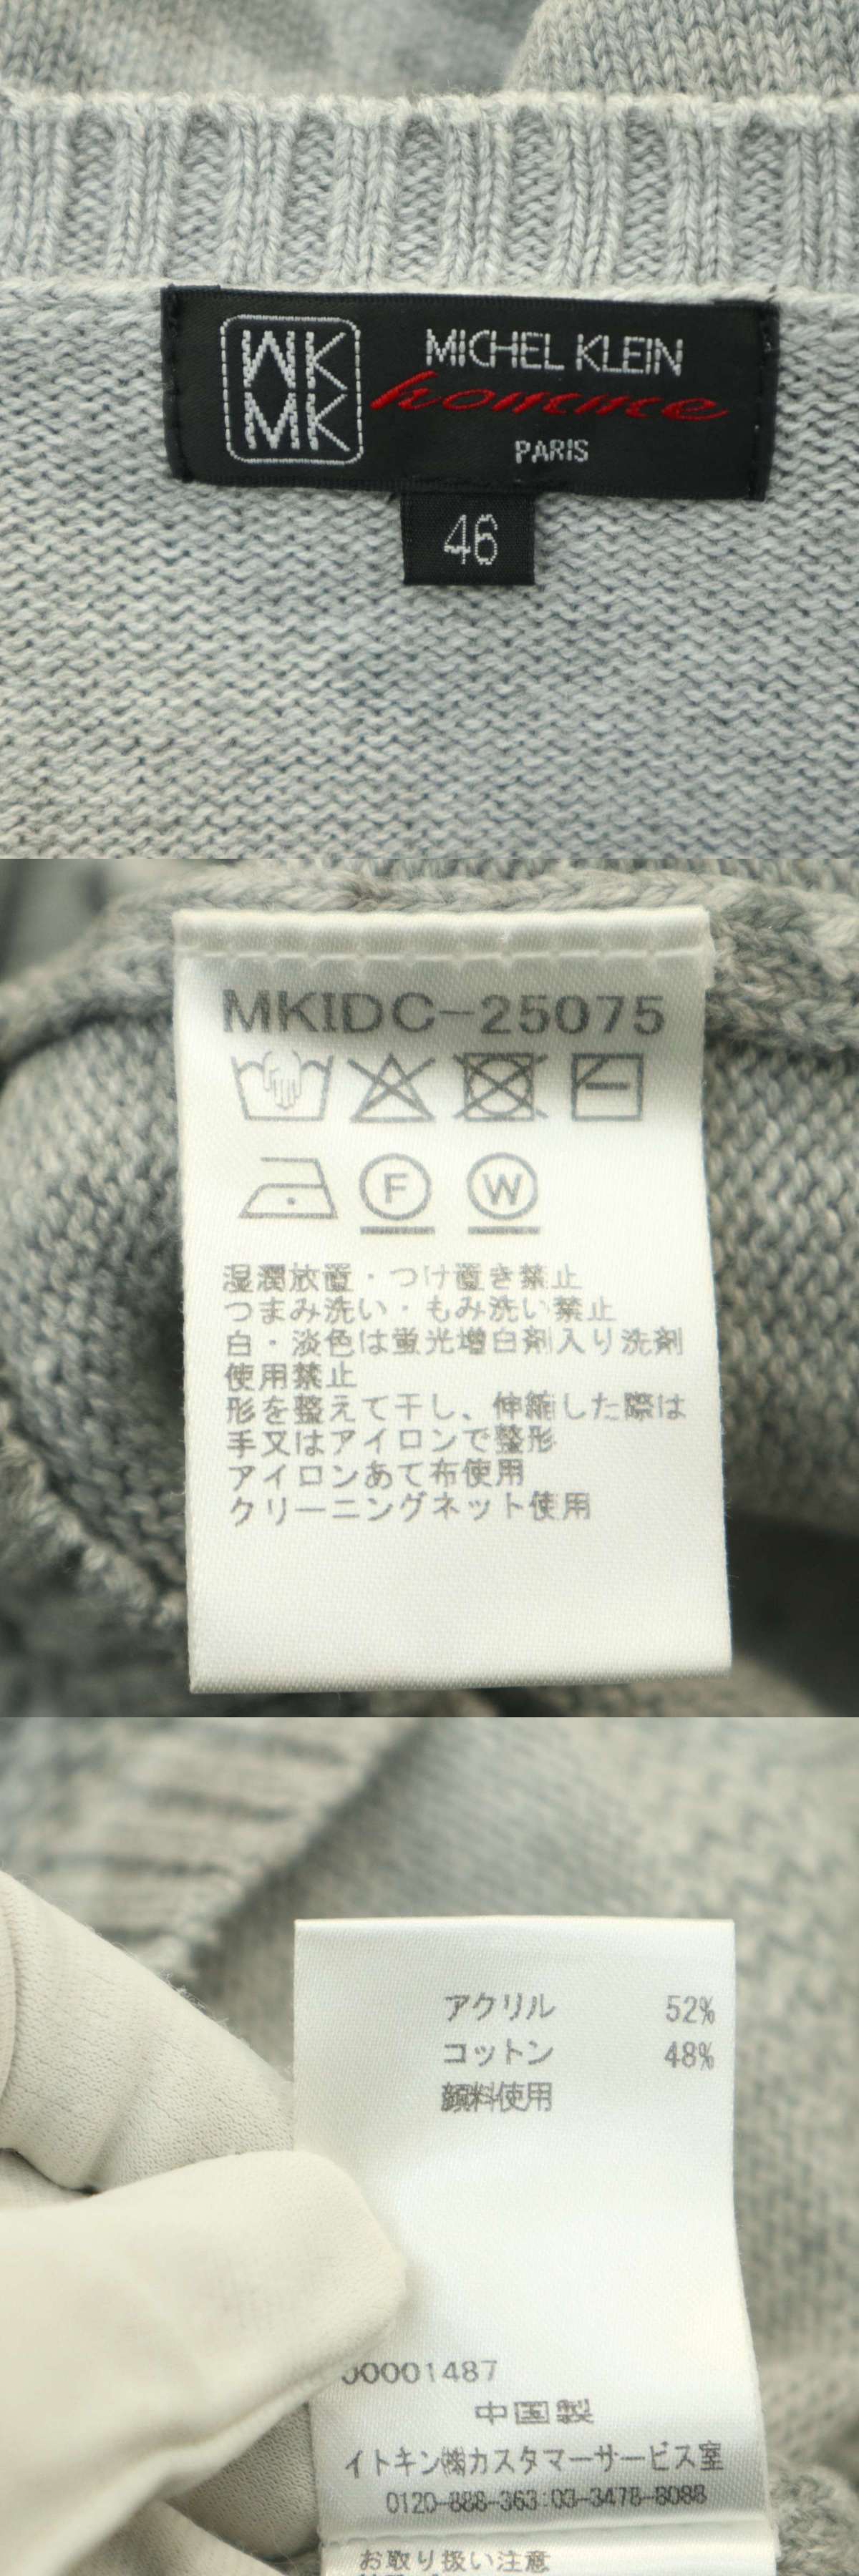 MK
MK
MICHEL KLEIN
homme
PARIS
46
MKIDC-25075
F W
湿潤放置・つけ置き禁止
つまみ洗い・もみ洗い禁止
白・淡色は蛍光増白剤入り洗剤
使用禁止
形を整えて干し、伸縮した際は
手又はアイロンで整形
アイロンあて布使用
クリーニングネット使用
アクリル 52%
コットン 48%
顔料使用
00001487
中国製
イトキン㈱カスタマーサービス室
0120-888-363:03-3478-8088
お取り扱い注意